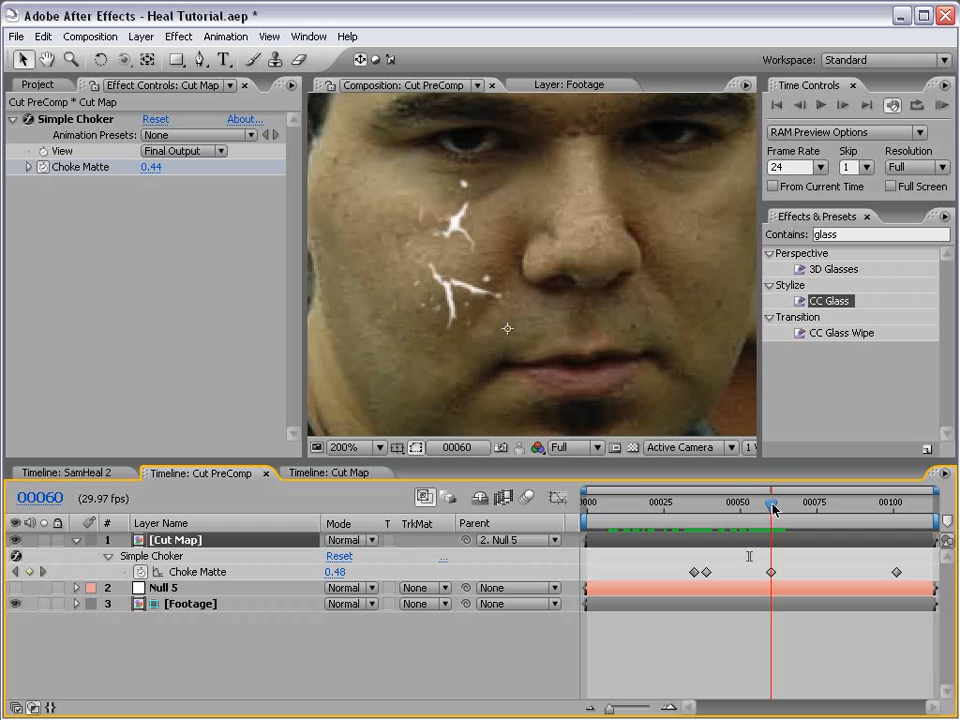 Adobe After Effects - Heal Tutorial.aep *
File Edit Composition Layer Effect Animation View Window Help
Workspace: Standard
Project Effect Controls: Cut Map
Cut PreComp * Cut Map
Simple Choker Reset About...
Animation Presets: None
View Final Output
Choke Matte 0.44
Composition: Cut PreComp Layer: Footage
200% 00060 Full Active Camera 1
Time Controls
RAM Preview Options
Frame Rate Skip Resolution
24 1 Full
From Current Time Full Screen
Effects & Presets
Contains: glass
Perspective
3D Glasses
Stylize
CC Glass
Transition
CC Glass Wipe
Timeline: SamHeal 2 Timeline: Cut PreComp Timeline: Cut Map
00060 (29.97 fps)
0000 00025 00050 00075 00100
# Layer Name Mode T TrkMat Parent
1 [Cut Map] Normal 2. Null 5
Simple Choker Reset ...
Choke Matte 0.48
2 Null 5 Normal None None
3 [Footage] Normal None None